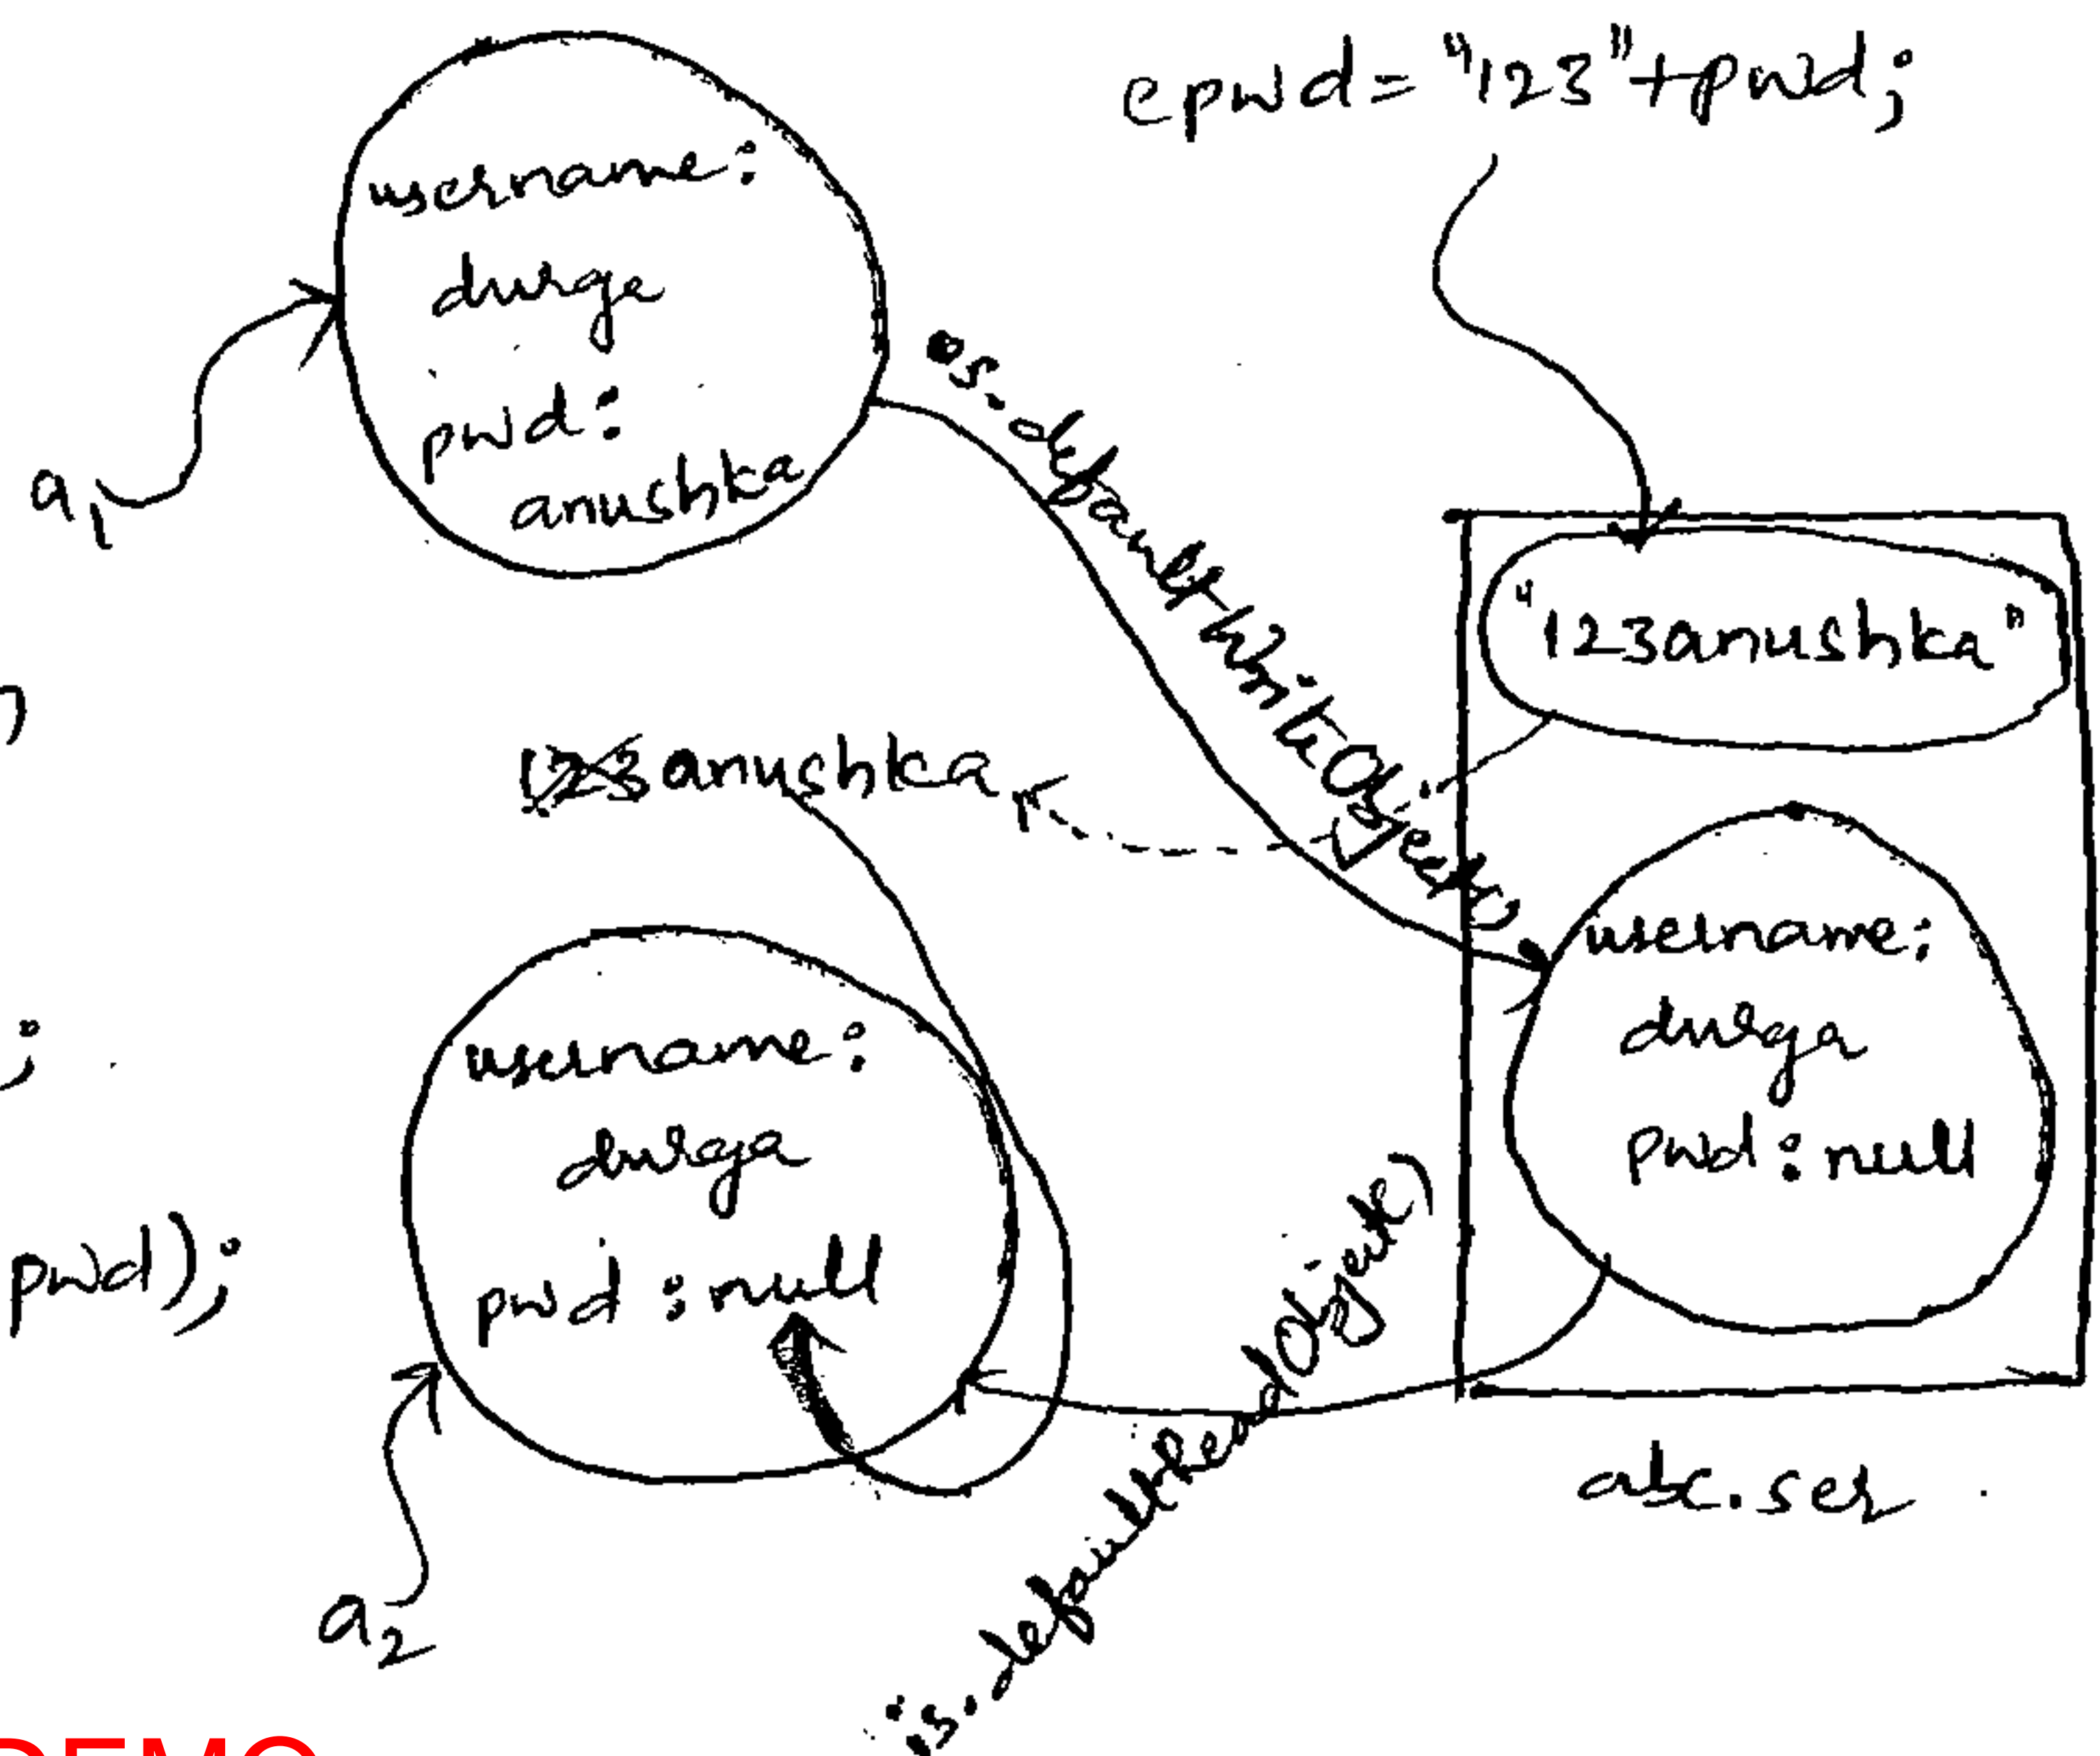 epwd= "123"+pwd;
username:
durga
pwd:
anushka
a1
os.defaultWriteObject()
"123anushka"
)
123anushka
username:
durga
pwd:null
;
username:
durga
pwd:null
pwd);
is.defaultReadObject()
abc.ser
a2
DEMO